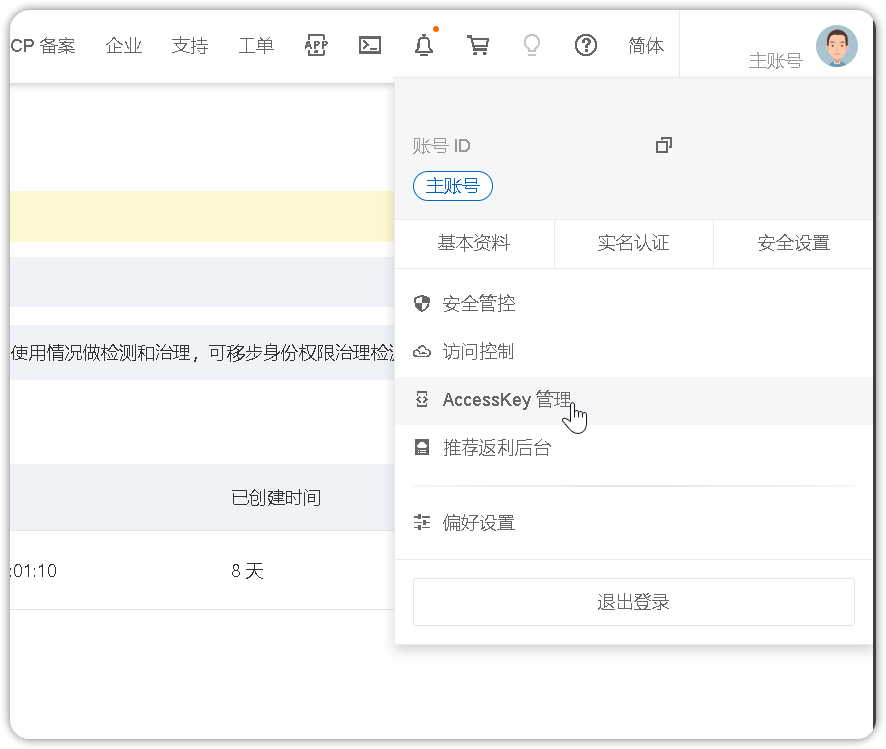 CP 备案 企业 支持 工单 APP 简体 主账号
账号 ID
主账号
基本资料 实名认证 安全设置
安全管控
使用情况做检测和治理，可移步身份权限治理检 访问控制
AccessKey 管理
推荐返利后台
已创建时间
偏好设置
:01:10 8 天
退出登录